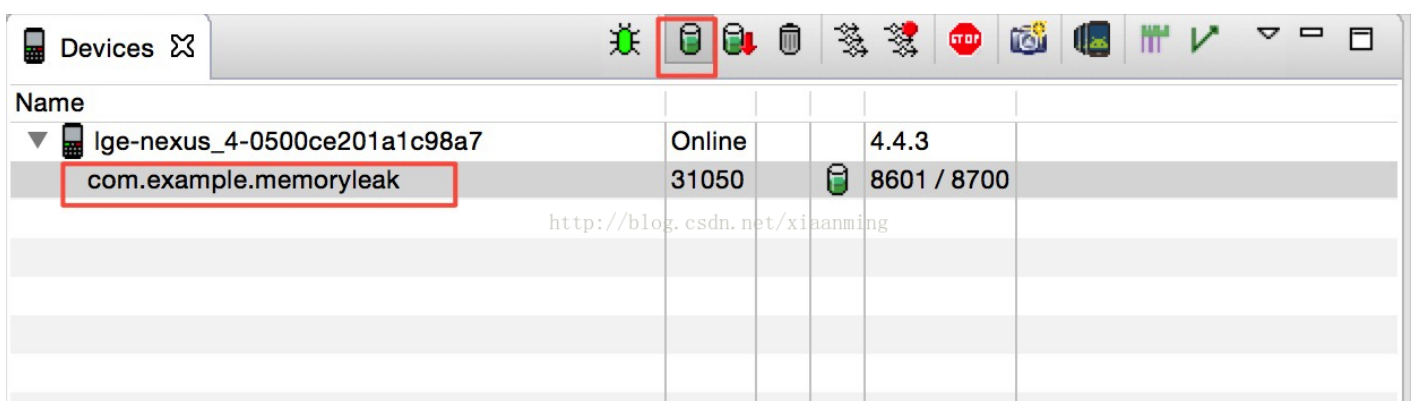 Devices
STOP
Name
lge-nexus_4-0500ce201a1c98a7 Online 4.4.3
com.example.memoryleak 31050 8601 / 8700
http://blog.csdn.net/xiaanming